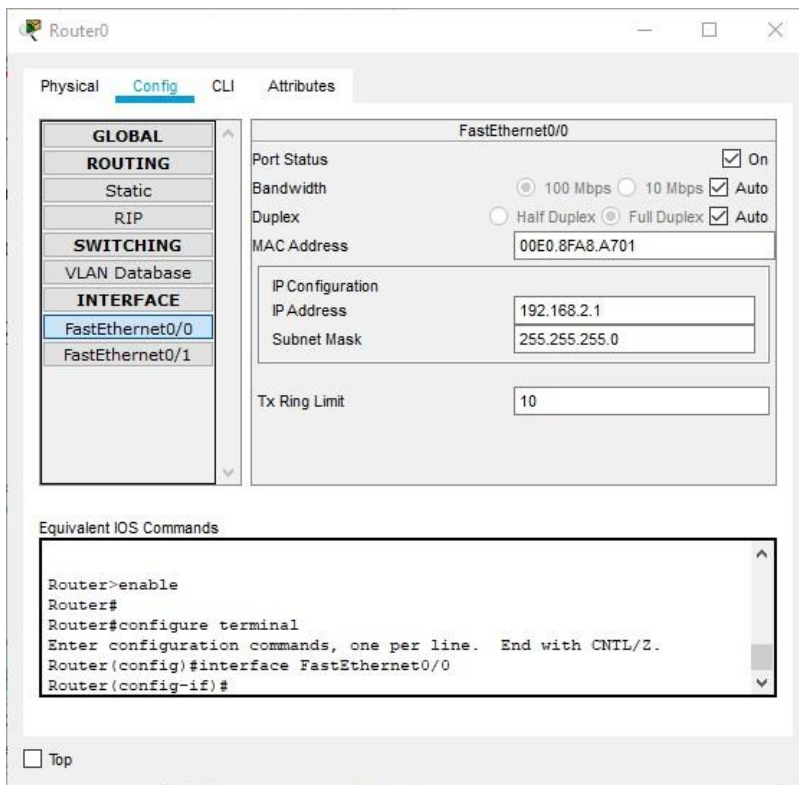 Router0
Physical Config CLI Attributes
GLOBAL
ROUTING
Static
RIP
SWITCHING
VLAN Database
INTERFACE
FastEthernet0/0
FastEthernet0/1
FastEthernet0/0
Port Status On
Bandwidth 100 Mbps 10 Mbps Auto
Duplex Half Duplex Full Duplex Auto
MAC Address 00E0.8FA8.A701
IP Configuration
IP Address 192.168.2.1
Subnet Mask 255.255.255.0
Tx Ring Limit 10
Equivalent IOS Commands
Router>enable
Router#
Router#configure terminal
Enter configuration commands, one per line. End with CNTL/Z.
Router(config)#interface FastEthernet0/0
Router(config-if)#
Top